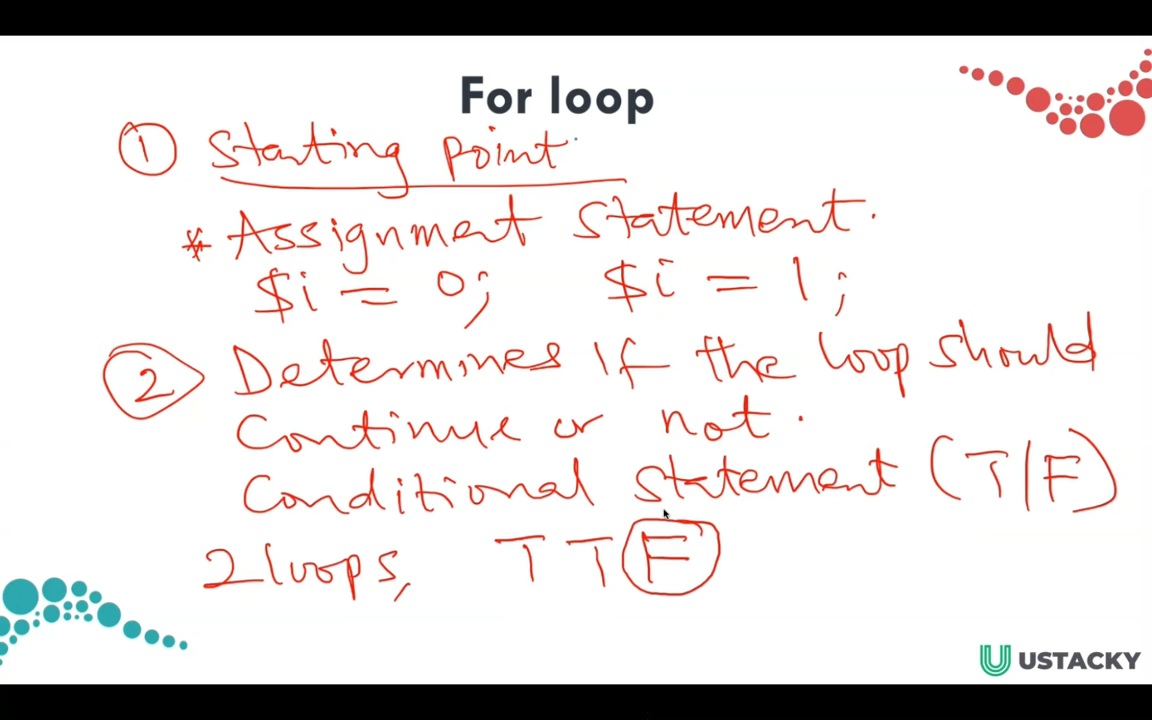 For loop
① Starting point
* Assignment statement.
$i = 0; $i = 1;
② Determines if the loop should
Continue or not.
Conditional statement (T/F)
2 loops, T T F
USTACKY